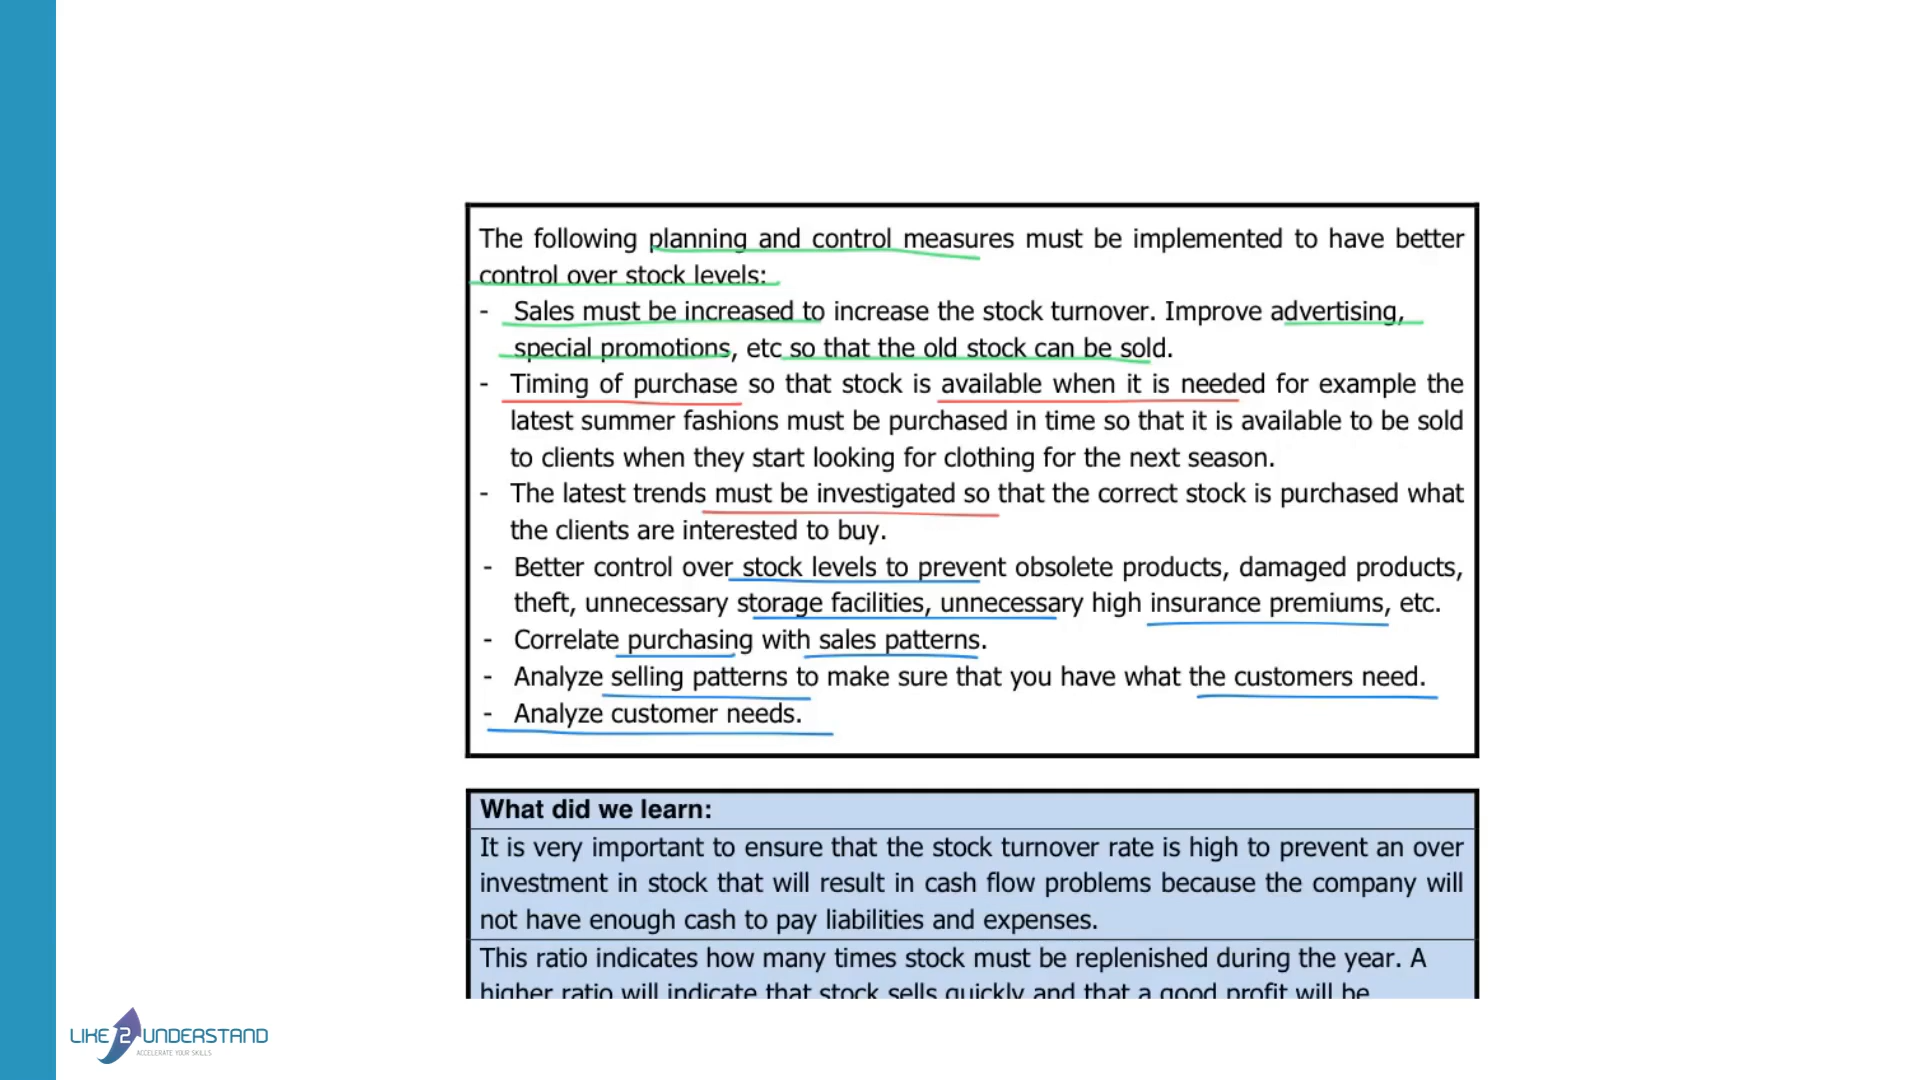 The following planning and control measures must be implemented to have better
control over stock levels:
- Sales must be increased to increase the stock turnover. Improve advertising,
special promotions, etc so that the old stock can be sold.
- Timing of purchase so that stock is available when it is needed for example the
latest summer fashions must be purchased in time so that it is available to be sold
to clients when they start looking for clothing for the next season.
- The latest trends must be investigated so that the correct stock is purchased what
the clients are interested to buy.
- Better control over stock levels to prevent obsolete products, damaged products,
theft, unnecessary storage facilities, unnecessary high insurance premiums, etc.
- Correlate purchasing with sales patterns.
- Analyze selling patterns to make sure that you have what the customers need.
- Analyze customer needs.
What did we learn:
It is very important to ensure that the stock turnover rate is high to prevent an over
investment in stock that will result in cash flow problems because the company will
not have enough cash to pay liabilities and expenses.
This ratio indicates how many times stock must be replenished during the year. A
higher ratio will indicate that stock sells quickly and that a good profit will be
LIKE 2 UNDERSTAND
ACCELERATE YOUR SKILLS